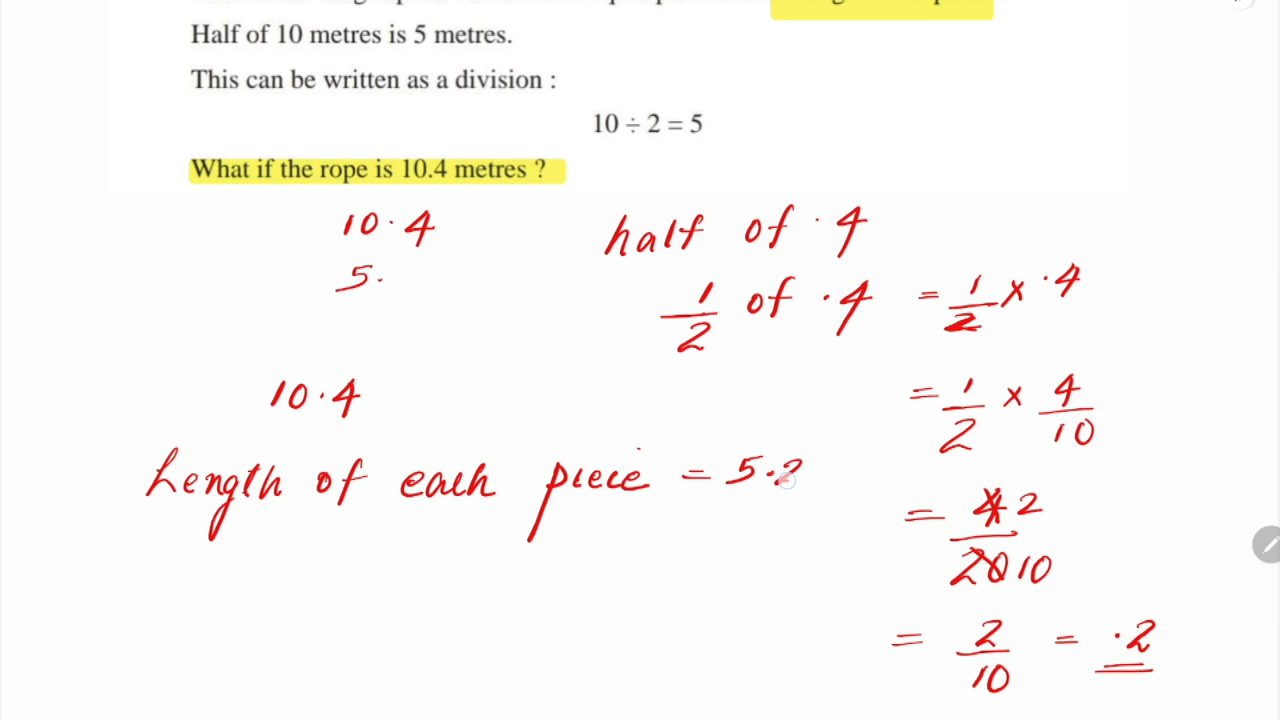 Half of 10 metres is 5 metres.
This can be written as a division :
10 ÷ 2 = 5
What if the rope is 10.4 metres ?
10.4
5.
half of .4
1/2 of .4 = 1/2 × .4
= 1/2 × 4/10
= 4 2 / 20 10
= 2/10 = .2
10.4
Length of each piece = 5.2